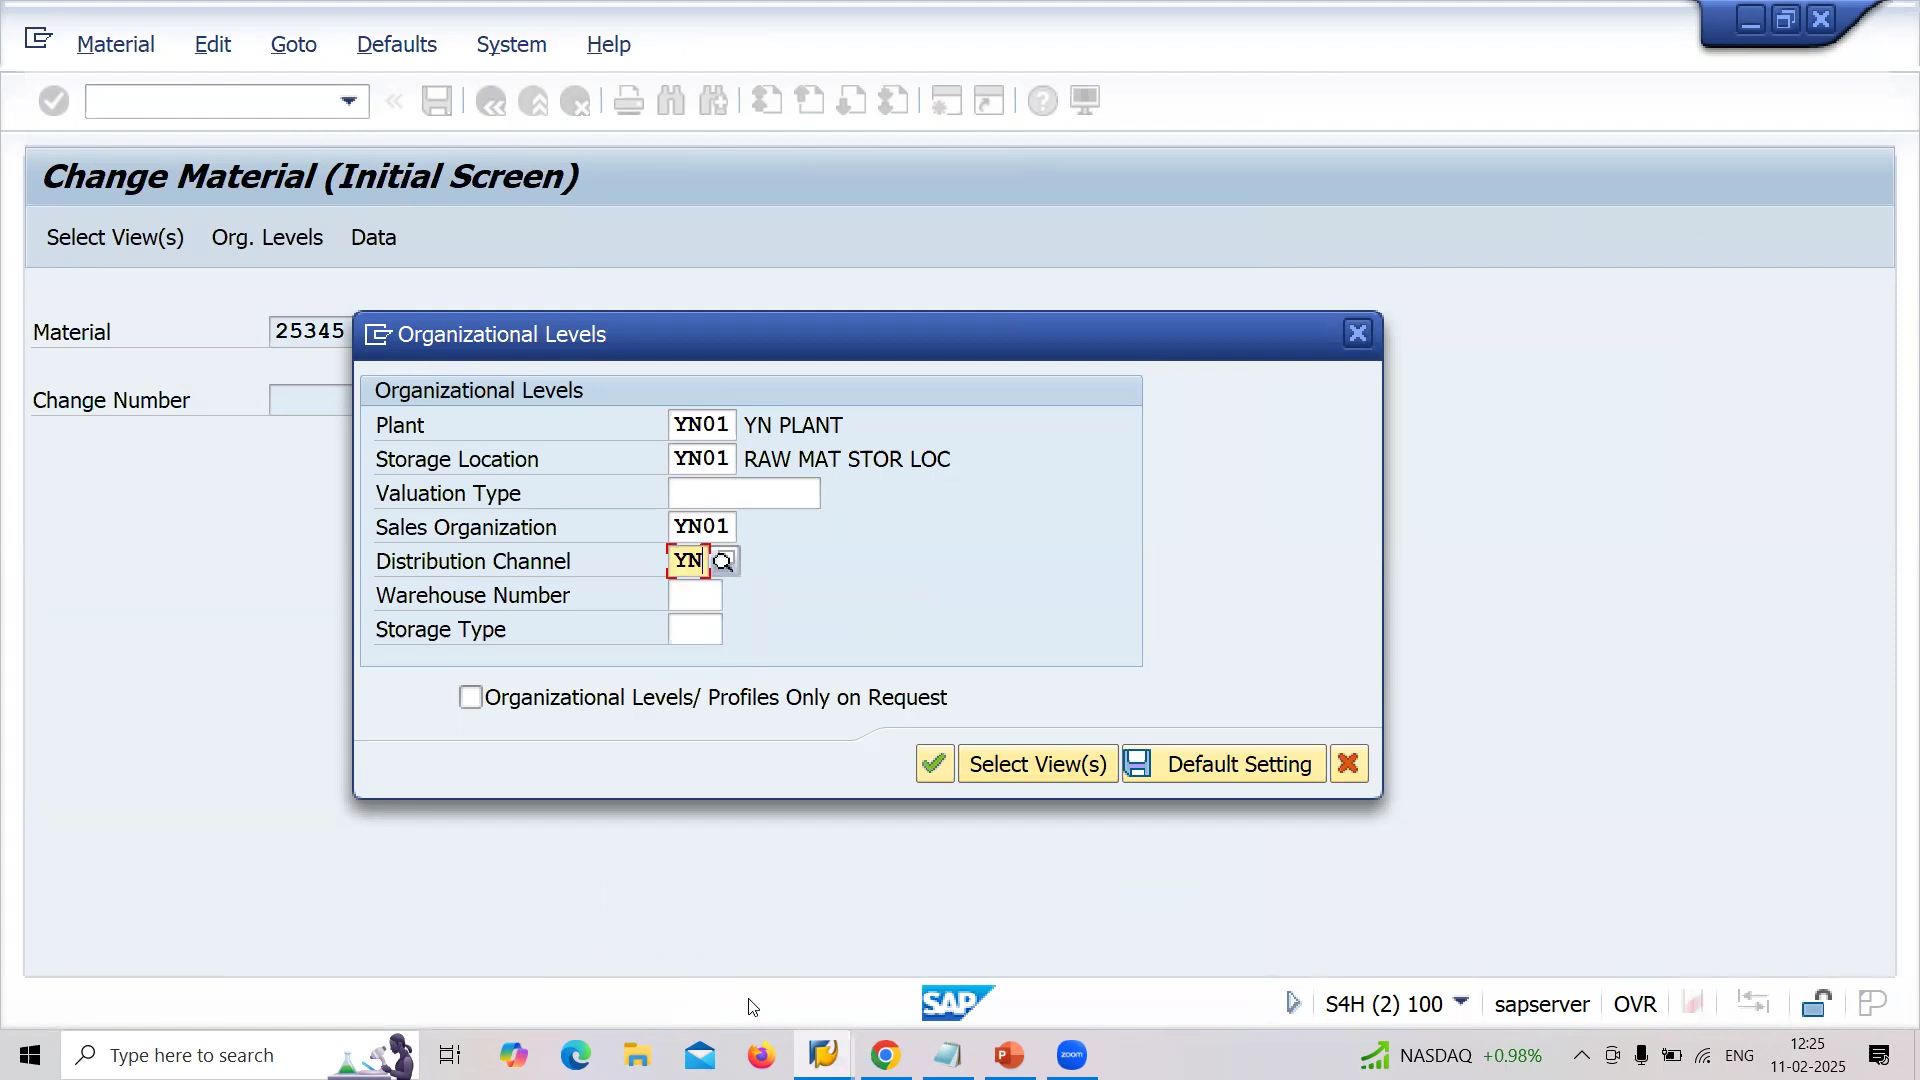 Material Edit Goto Defaults System Help
Change Material (Initial Screen)
Select View(s) Org. Levels Data
Material 25345
Change Number
Organizational Levels
Organizational Levels
Plant YN01 YN PLANT
Storage Location YN01 RAW MAT STOR LOC
Valuation Type
Sales Organization YN01
Distribution Channel YN
Warehouse Number
Storage Type
Organizational Levels/ Profiles Only on Request
Select View(s) Default Setting
SAP S4H (2) 100 sapserver OVR
Type here to search zoom NASDAQ +0.98% ENG 12:25
11-02-2025